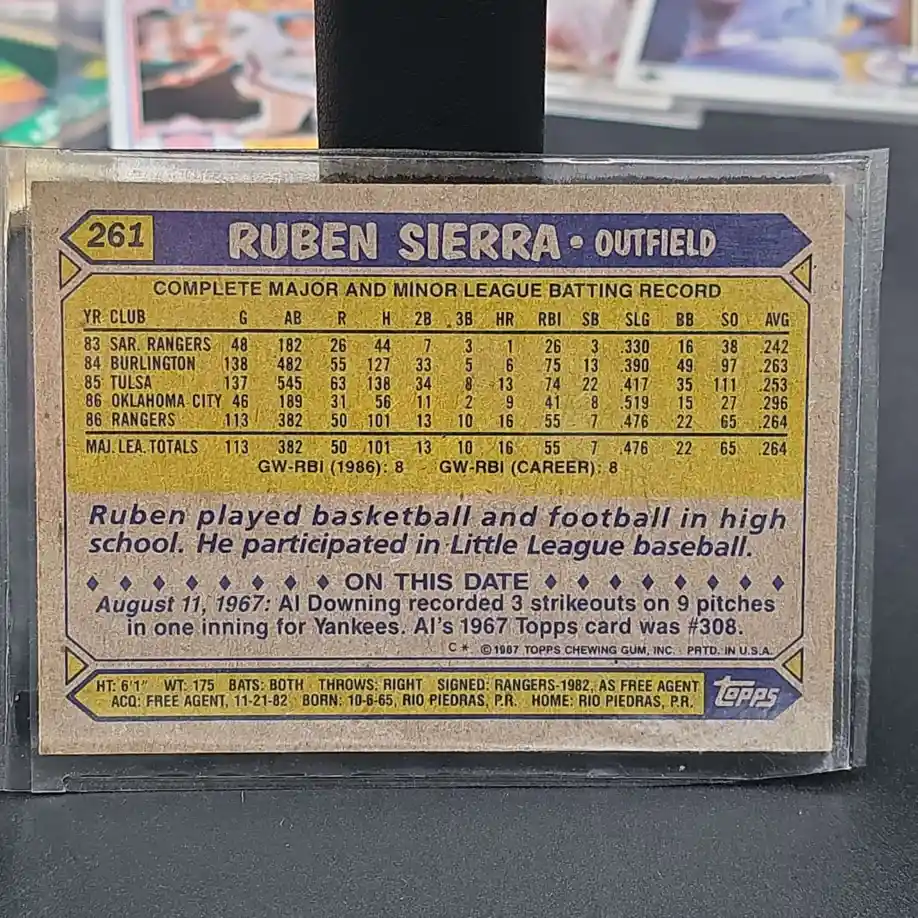 261 RUBEN SIERRA • OUTFIELD
COMPLETE MAJOR AND MINOR LEAGUE BATTING RECORD
YR CLUB G AB R H 2B 3B HR RBI SB SLG BB SO AVG
83 SAR. RANGERS 48 182 26 44 7 3 1 26 3 .330 16 38 .242
84 BURLINGTON 138 482 55 127 33 5 6 75 13 .390 49 97 .263
85 TULSA 137 545 63 138 34 8 13 74 22 .417 35 111 .253
86 OKLAHOMA CITY 46 189 31 56 11 2 9 41 8 .519 15 27 .296
86 RANGERS 113 382 50 101 13 10 16 55 7 .476 22 65 .264
MAJ. LEA. TOTALS 113 382 50 101 13 10 16 55 7 .476 22 65 .264
GW-RBI (1986): 8 GW-RBI (CAREER): 8
Ruben played basketball and football in high
school. He participated in Little League baseball.
ON THIS DATE
August 11, 1967: Al Downing recorded 3 strikeouts on 9 pitches
in one inning for Yankees. Al's 1967 Topps card was #308.
C* ©1987 TOPPS CHEWING GUM, INC. PRTD. IN U.S.A.
HT: 6'1" WT: 175 BATS: BOTH THROWS: RIGHT SIGNED: RANGERS-1982, AS FREE AGENT
ACQ: FREE AGENT, 11-21-82 BORN: 10-6-65, RIO PIEDRAS, P.R. HOME: RIO PIEDRAS, P.R.
TOPPS